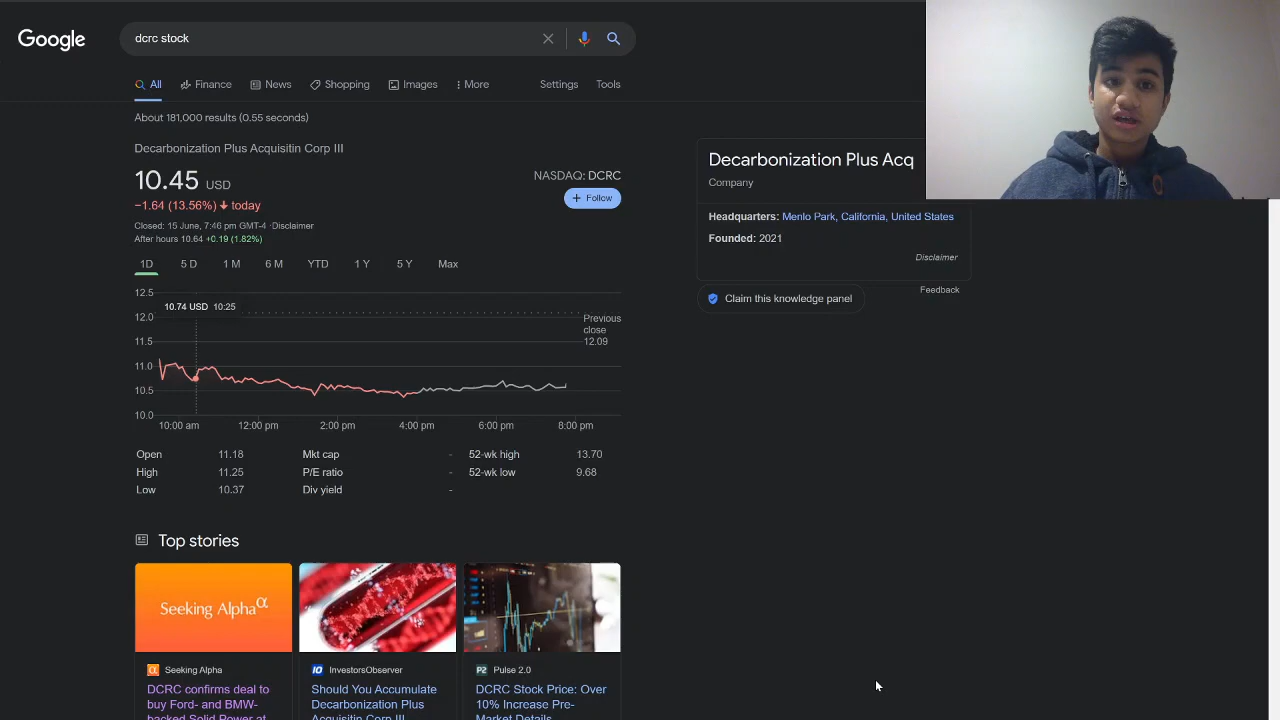 Google
dcrc stock
All
Finance
News
Shopping
Images
More
Settings
Tools
About 181,000 results (0.55 seconds)
Decarbonization Plus Acquisitin Corp III
10.45 USD
NASDAQ: DCRC
−1.64 (13.56%) today
+ Follow
Closed: 15 June, 7:46 pm GMT-4 ·Disclaimer
After hours 10.64 +0.19 (1.82%)
1D
5 D
1 M
6 M
YTD
1 Y
5 Y
Max
12.5
12.0
11.5
11.0
10.5
10.0
10.74 USD 10:25
Previous
close
12.09
10:00 am
12:00 pm
2:00 pm
4:00 pm
6:00 pm
8:00 pm
Open 11.18
Mkt cap -
52-wk high 13.70
High 11.25
P/E ratio -
52-wk low 9.68
Low 10.37
Div yield -
Top stories
Seeking Alphaα
Seeking Alpha
DCRC confirms deal to
buy Ford- and BMW-
backed Solid Power at
IO InvestorsObserver
Should You Accumulate
Decarbonization Plus
Acquisitin Corp III
P2 Pulse 2.0
DCRC Stock Price: Over
10% Increase Pre-
Market Details
Decarbonization Plus Acq
Company
Headquarters: Menlo Park, California, United States
Founded: 2021
Disclaimer
Feedback
Claim this knowledge panel